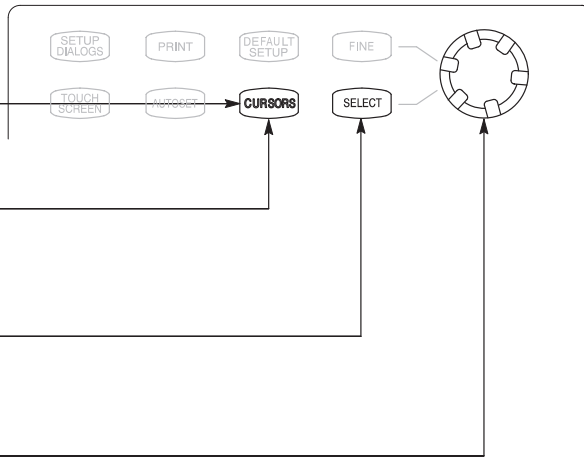 SETUP
DIALOGS
PRINT
DEFAULT
SETUP
FINE
TOUCH
SCREEN
AUTOSET
CURSORS
SELECT